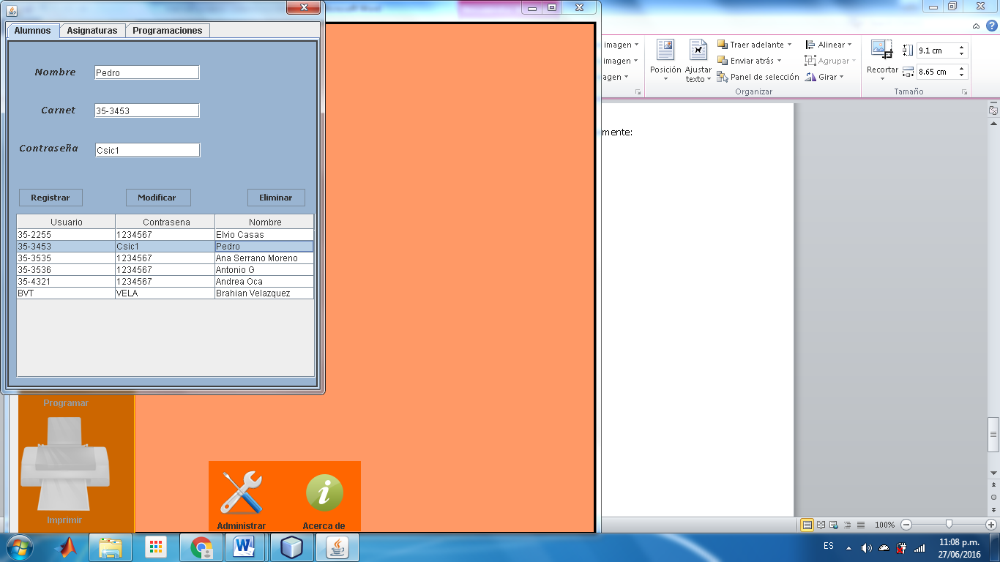 Alumnos Asignaturas Programaciones
Nombre Pedro
Carnet 35-3453
Contraseña Csic1
Registrar Modificar Eliminar
Usuario Contrasena Nombre
35-2255 1234567 Elvio Casas
35-3453 Csic1 Pedro
35-3535 1234567 Ana Serrano Moreno
35-3536 1234567 Antonio G
35-4321 1234567 Andrea Oca
BVT VELA Brahian Velazquez
Programar
Imprimir
Administrar Acerca de
imagen
imagen
agen
Posición
Ajustar
texto
Traer adelante
Enviar atrás
Panel de selección
Alinear
Agrupar
Girar
Organizar
Recortar
9.1 cm
8.65 cm
Tamaño
mente:
100%
ES
11:08 p.m.
27/06/2016